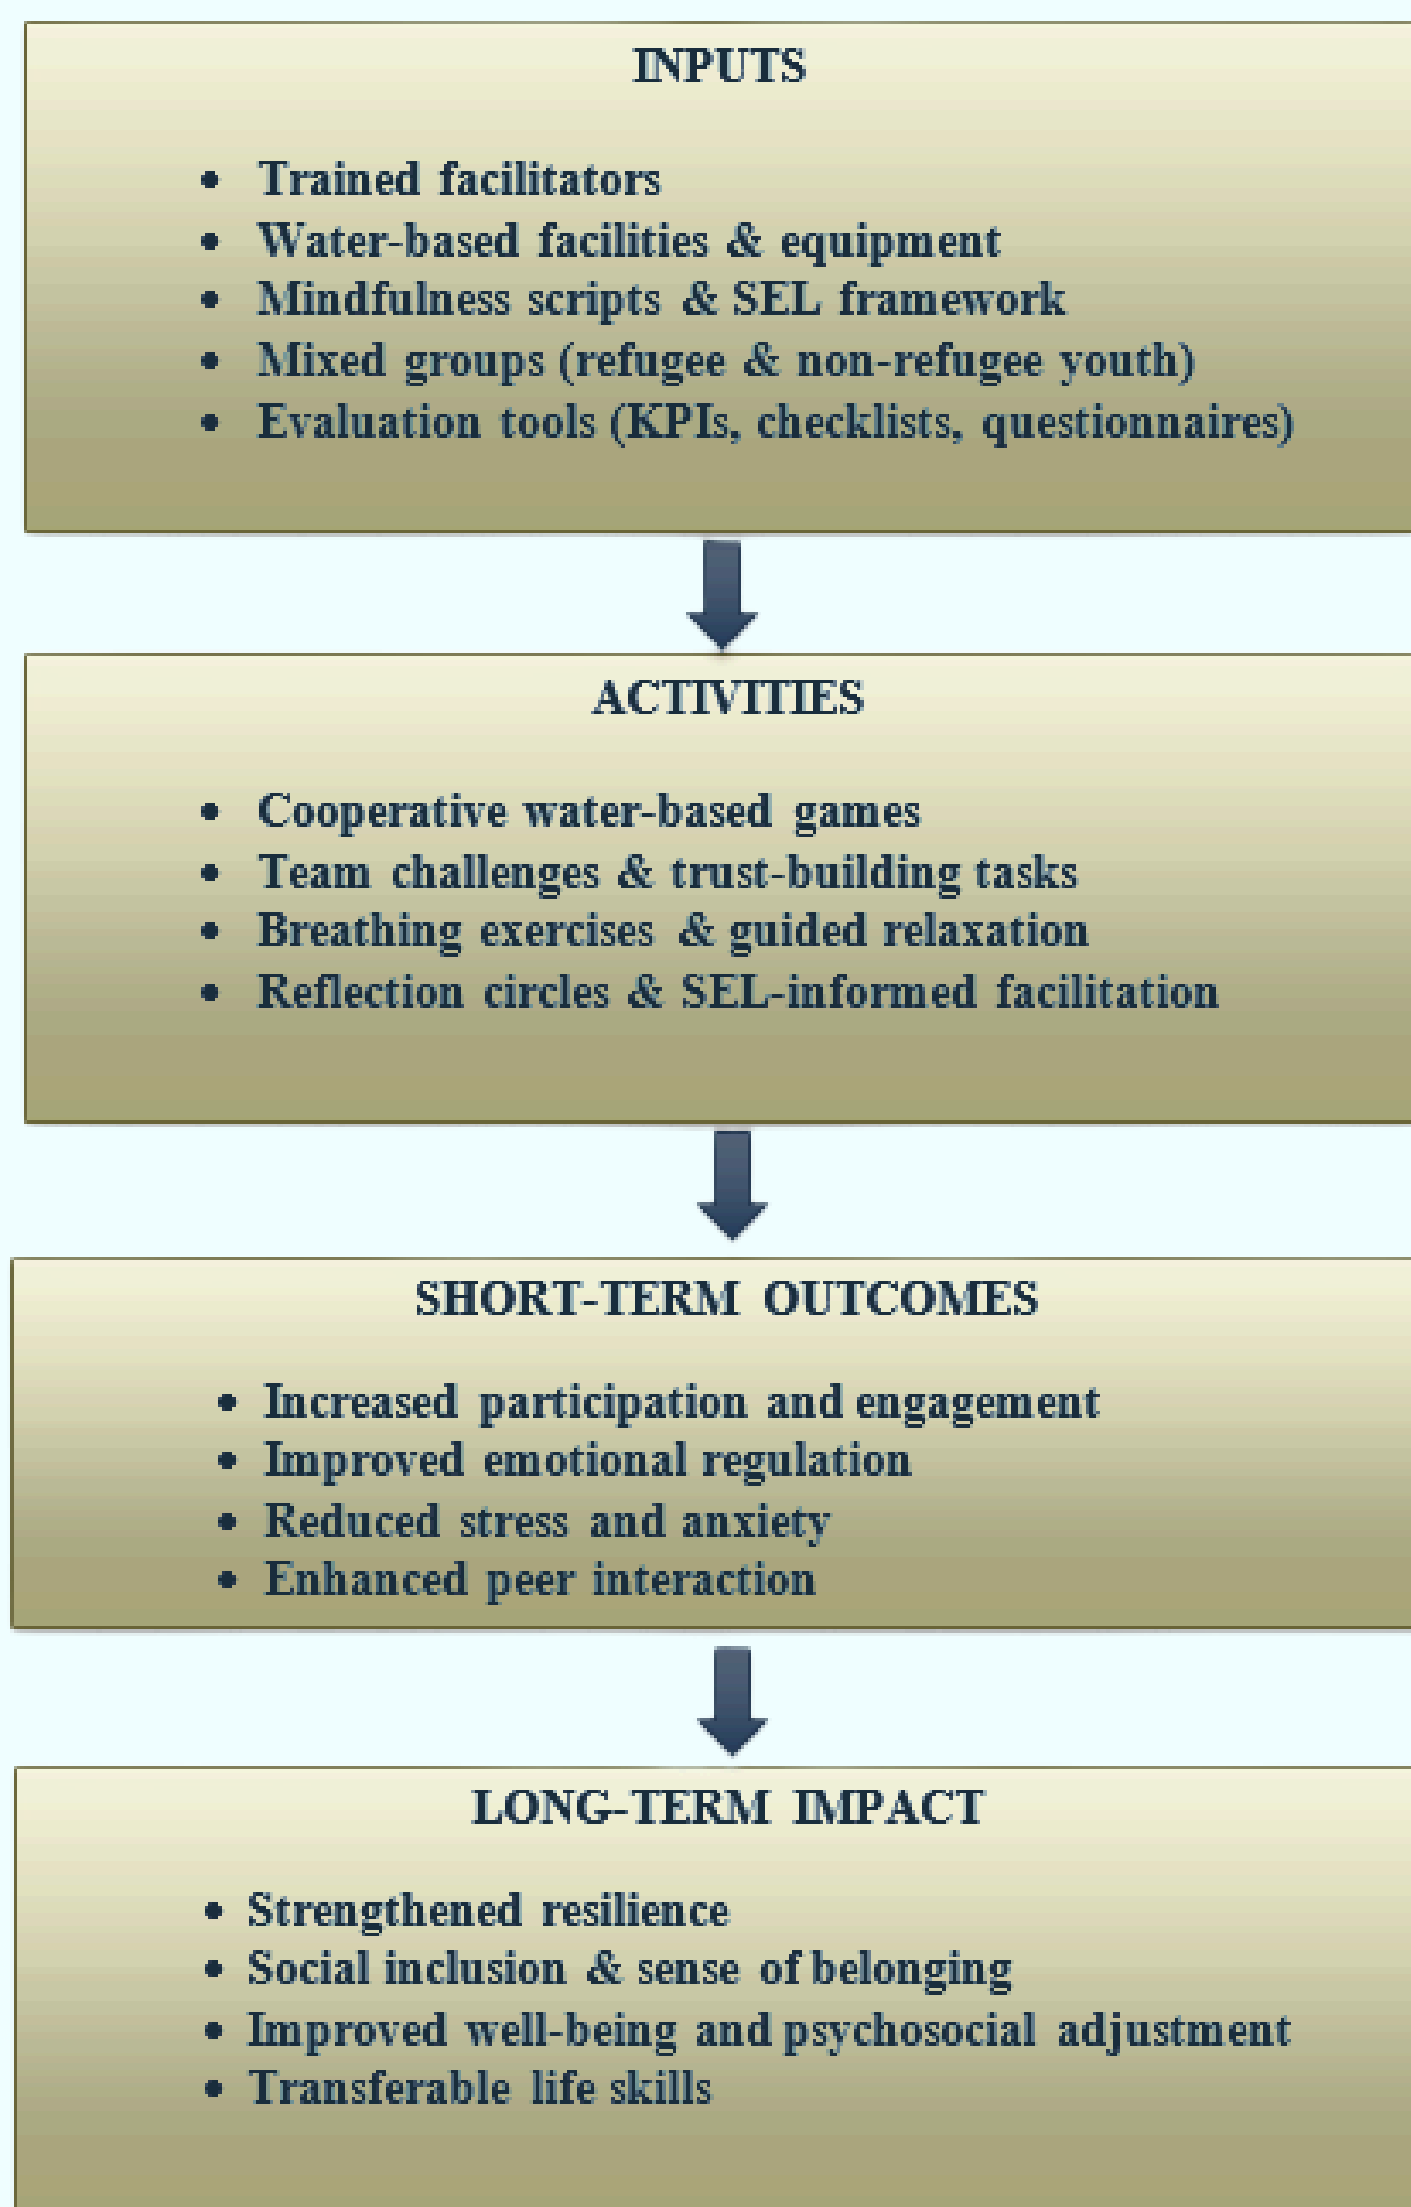 INPUTS
• Trained facilitators
• Water-based facilities & equipment
• Mindfulness scripts & SEL framework
• Mixed groups (refugee & non-refugee youth)
• Evaluation tools (KPIs, checklists, questionnaires)
ACTIVITIES
• Cooperative water-based games
• Team challenges & trust-building tasks
• Breathing exercises & guided relaxation
• Reflection circles & SEL-informed facilitation
SHORT-TERM OUTCOMES
• Increased participation and engagement
• Improved emotional regulation
• Reduced stress and anxiety
• Enhanced peer interaction
LONG-TERM IMPACT
• Strengthened resilience
• Social inclusion & sense of belonging
• Improved well-being and psychosocial adjustment
• Transferable life skills